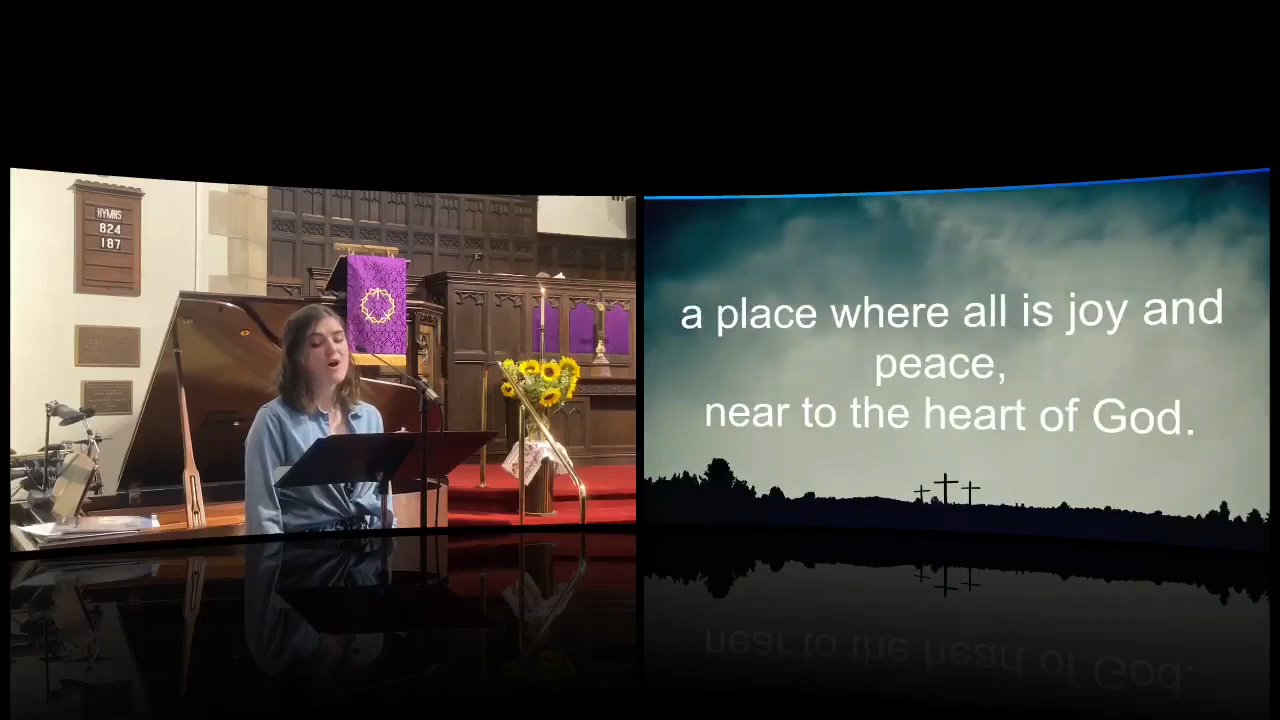 HYMNS
824
187
a place where all is joy and
peace,
near to the heart of God.